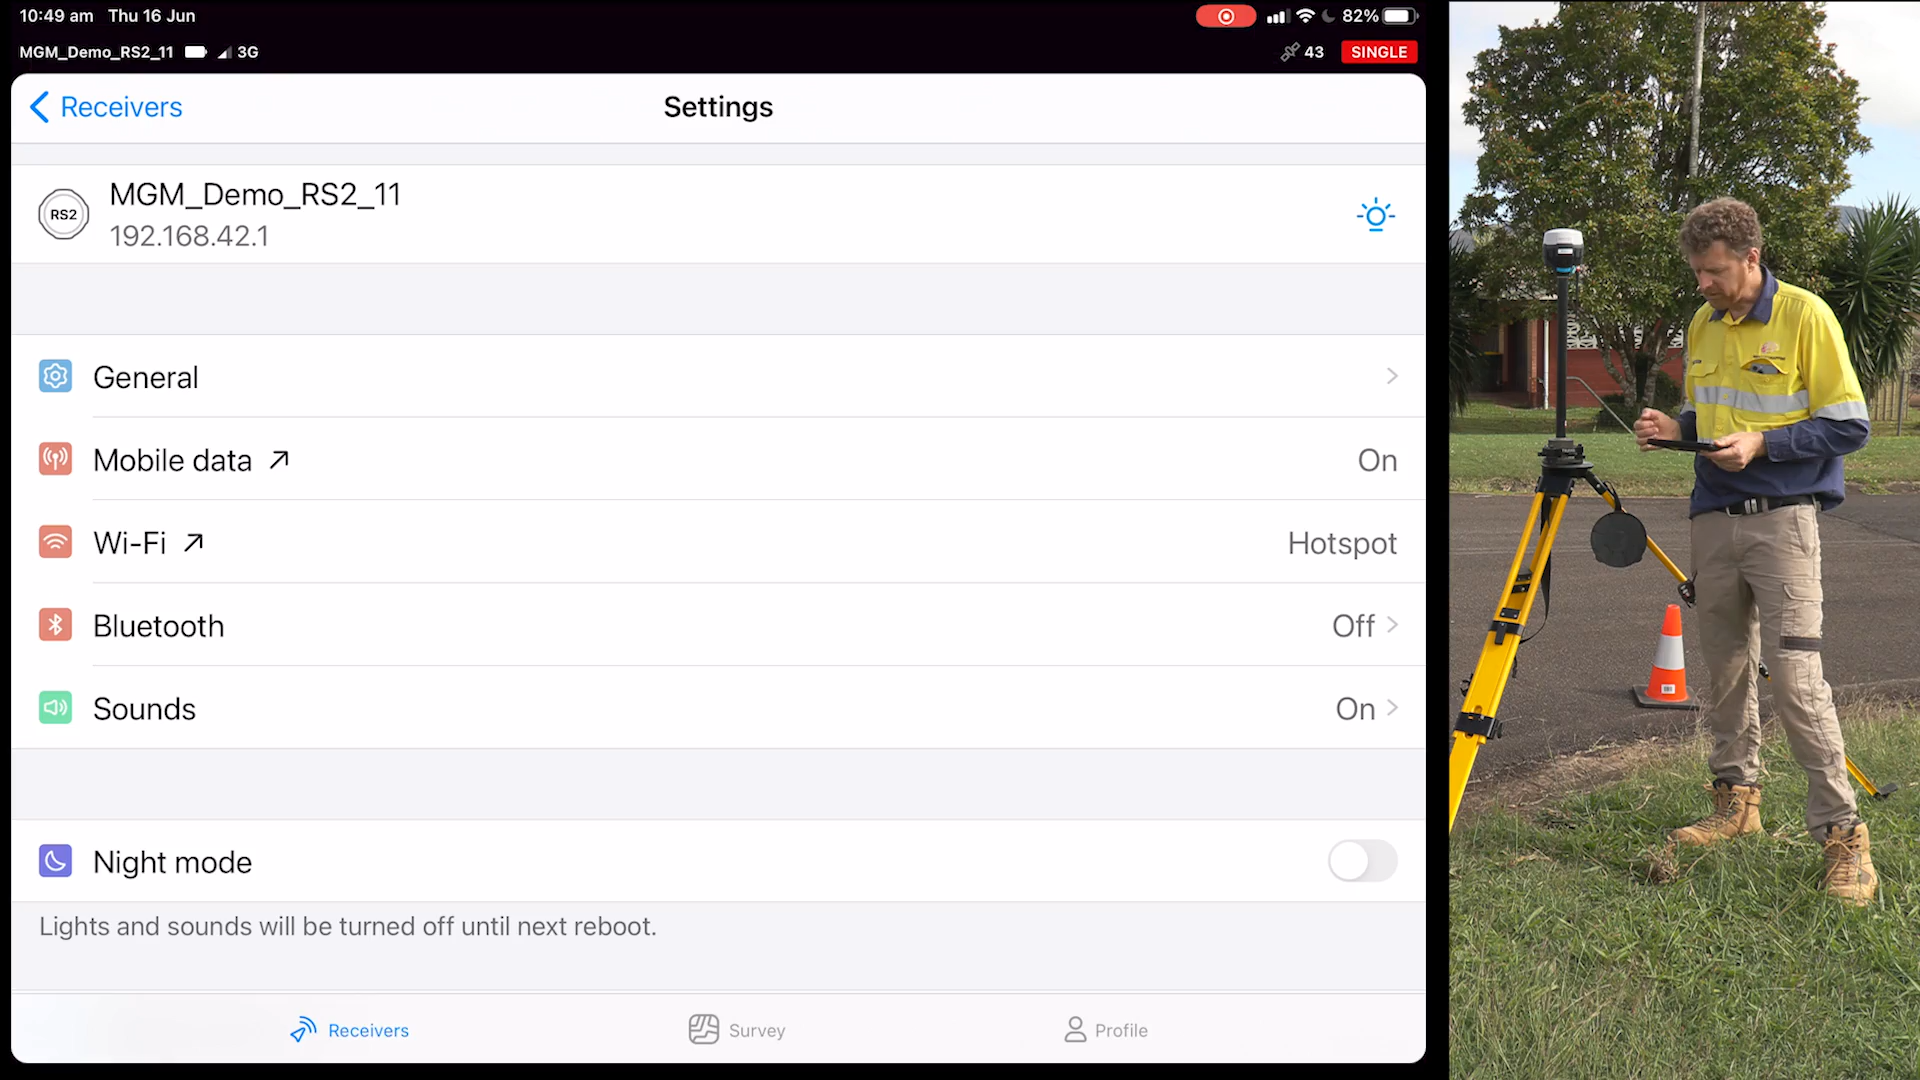 10:49 am Thu 16 Jun
82%
MGM_Demo_RS2_11 3G
43 SINGLE
Receivers
Settings
RS2
MGM_Demo_RS2_11
192.168.42.1
General
Mobile data
On
Wi-Fi
Hotspot
Bluetooth
Off
Sounds
On
Night mode
Lights and sounds will be turned off until next reboot.
Receivers
Survey
Profile